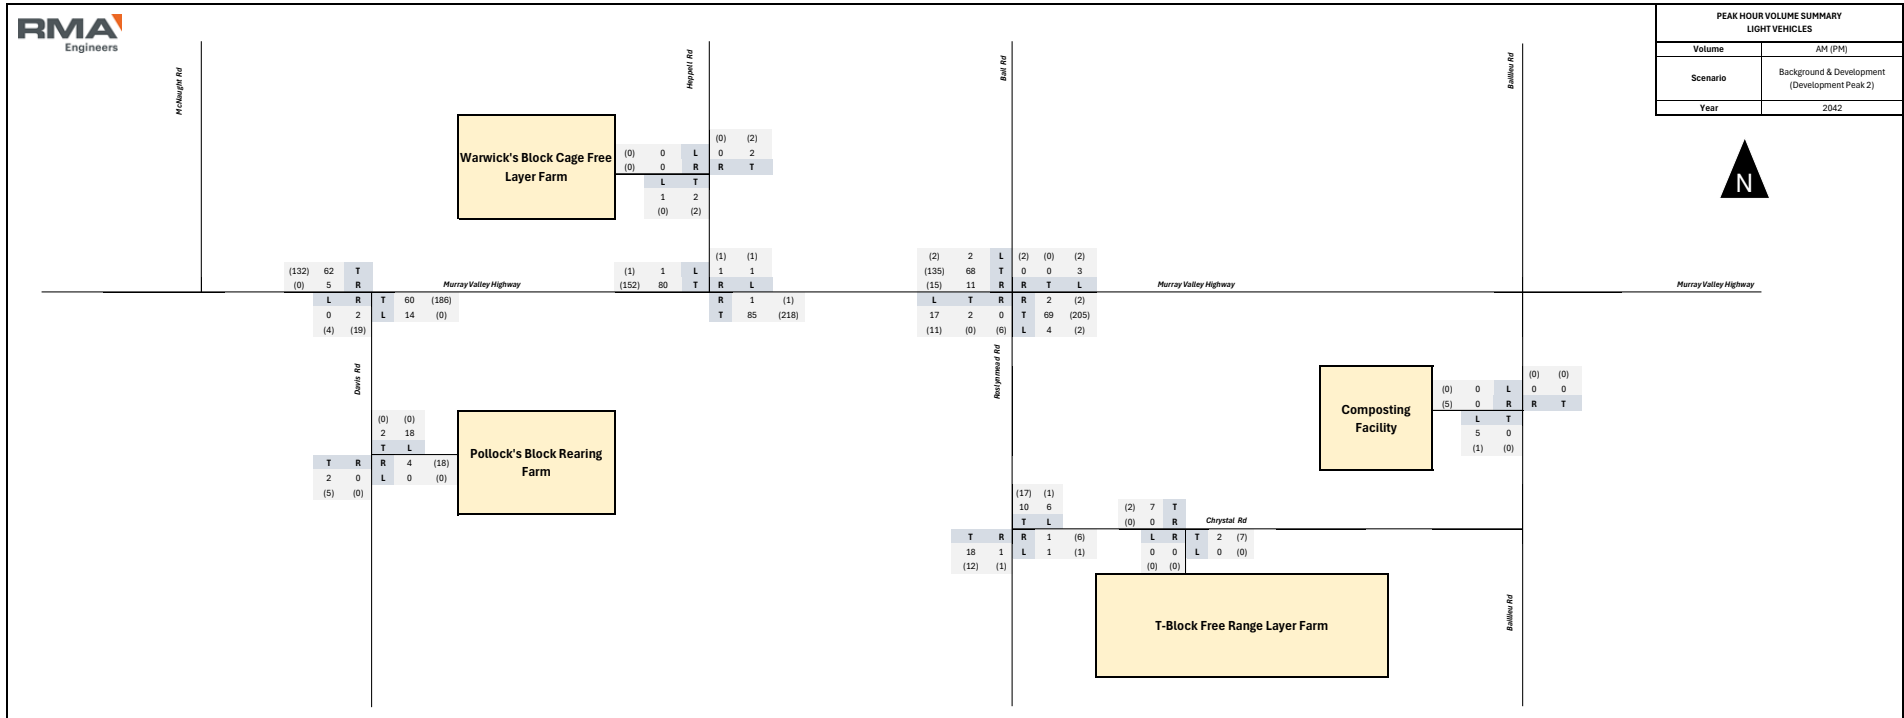 RMA
Engineers
PEAK HOUR VOLUME SUMMARY
LIGHT VEHICLES
Volume AM (PM)
Scenario Background & Development
(Development Peak 2)
Year 2042
N
McNaught Rd
Heppell Rd
Ball Rd
Baillieu Rd
Warwick's Block Cage Free
Layer Farm
(0) (2)
(0) 0 L 0 2
(0) 0 R R T
L T
1 2
(0) (2)
(132) 62 T
(0) 5 R
Murray Valley Highway
L R T 60 (186)
0 2 L 14 (0)
(4) (19)
(1) (1)
(1) 1 L 1 1
(152) 80 T R L
R 1 (1)
T 85 (218)
(2) 2 L (2) (0) (2)
(135) 68 T 0 0 3
(15) 11 R R T L
L T R R 2 (2)
17 2 0 T 69 (205)
(11) (0) (6) L 4 (2)
Murray Valley Highway
Murray Valley Highway
Davis Rd
Roslynmead Rd
(0) (0)
2 18
T L
T R R 4 (18)
2 0 L 0 (0)
(5) (0)
Pollock's Block Rearing
Farm
Composting
Facility
(0) (0)
(0) 0 L 0 0
(5) 0 R R T
L T
5 0
(1) (0)
(17) (1)
10 6
T L
T R R 1 (6)
18 1 L 1 (1)
(12) (1)
(2) 7 T
(0) 0 R
Chrystal Rd
L R T 2 (7)
0 0 L 0 (0)
(0) (0)
T-Block Free Range Layer Farm
Baillieu Rd